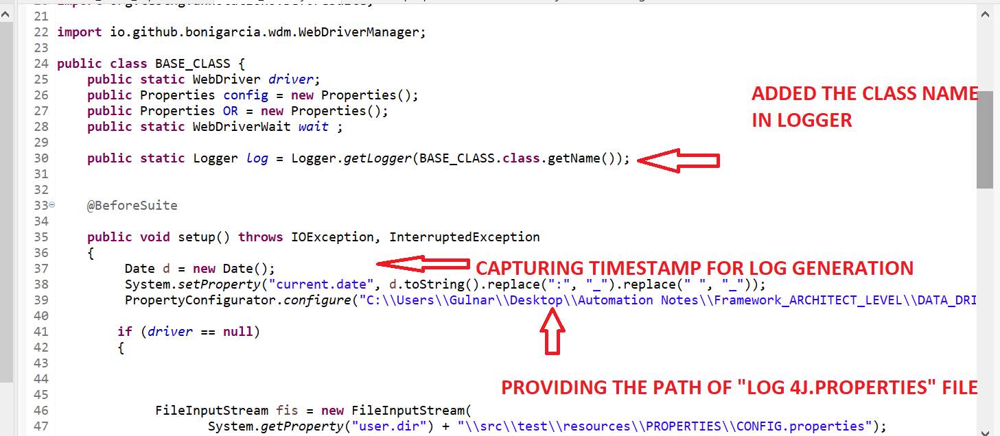 21
22 import io.github.bonigarcia.wdm.WebDriverManager;
23
24 public class BASE_CLASS {
25 public static WebDriver driver;
26 public Properties config = new Properties();
27 public Properties OR = new Properties();
28 public static WebDriverWait wait ;
29
30 public static Logger log = Logger.getLogger(BASE_CLASS.class.getName());
31
32
33 @BeforeSuite
34
35 public void setup() throws IOException, InterruptedException
36 {
37 Date d = new Date();
38 System.setProperty("current.date", d.toString().replace(":", "_").replace(" ", "_"));
39 PropertyConfigurator.configure("C:\\Users\\Gulnar\\Desktop\\Automation Notes\\Framework_ARCHITECT_LEVEL\\DATA_DRI
40
41 if (driver == null)
42 {
43
44
45
46 FileInputStream fis = new FileInputStream(
47 System.getProperty("user.dir") + "\\src\\test\\resources\\PROPERTIES\\CONFIG.properties");
ADDED THE CLASS NAME
IN LOGGER
CAPTURING TIMESTAMP FOR LOG GENERATION
PROVIDING THE PATH OF "LOG 4J.PROPERTIES" FILE